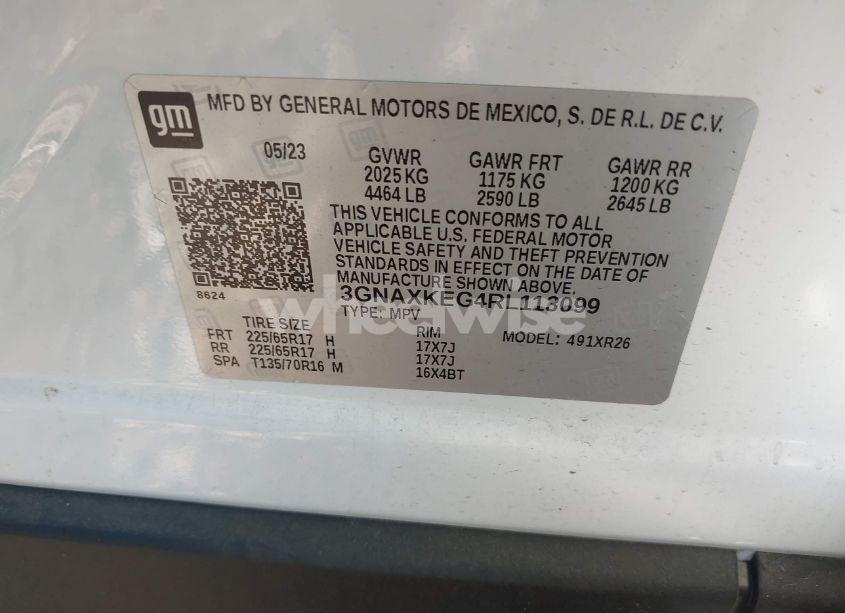 gm
MFD BY GENERAL MOTORS DE MEXICO, S. DE R.L. DE C.V.
05/23 GVWR GAWR FRT GAWR RR
2025 KG 1175 KG 1200 KG
4464 LB 2590 LB 2645 LB
THIS VEHICLE CONFORMS TO ALL
APPLICABLE U.S. FEDERAL MOTOR
VEHICLE SAFETY AND THEFT PREVENTION
STANDARDS IN EFFECT ON THE DATE OF
MANUFACTURE SHOWN ABOVE.
8624
3GNAXKEG4RL113099
TYPE: MPV
wheelwise
TIRE SIZE RIM MODEL: 491XR26
FRT 225/65R17 H 17X7J
RR 225/65R17 H 17X7J
SPA T135/70R16 M 16X4BT